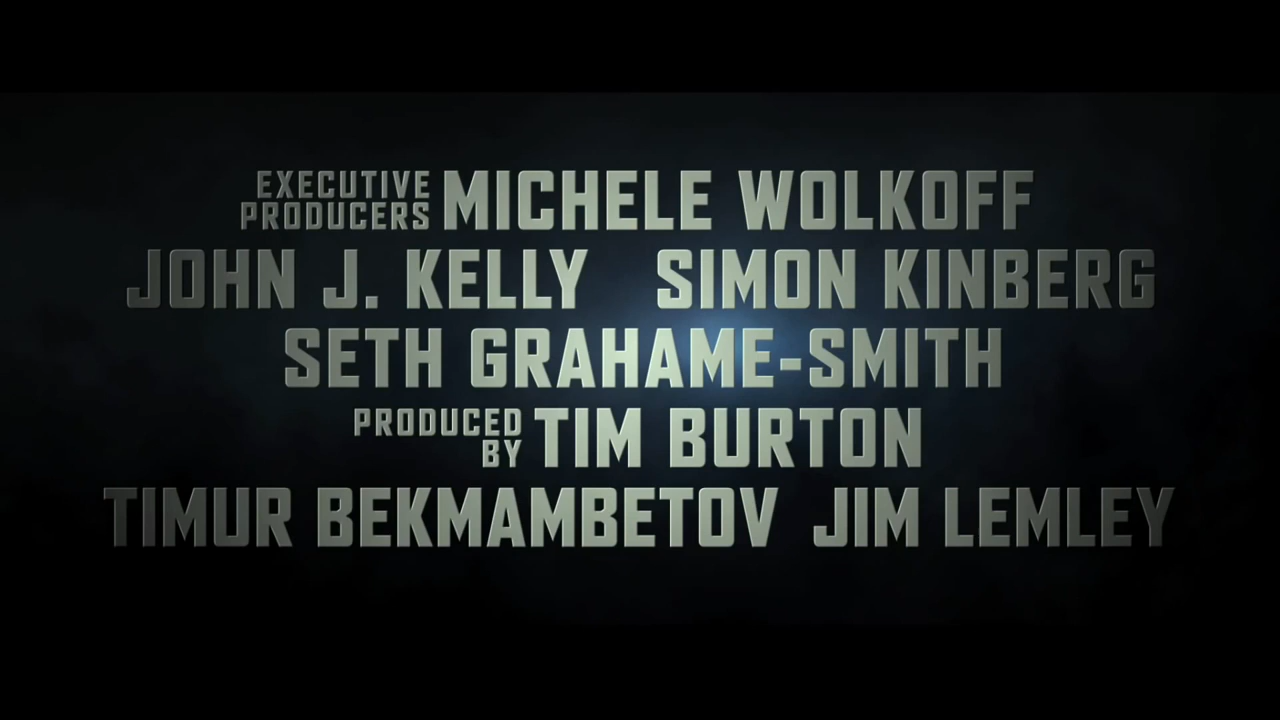 EXECUTIVE PRODUCERS MICHELE WOLKOFF
JOHN J. KELLY SIMON KINBERG
SETH GRAHAME-SMITH
PRODUCED BY TIM BURTON
TIMUR BEKMAMBETOV JIM LEMLEY